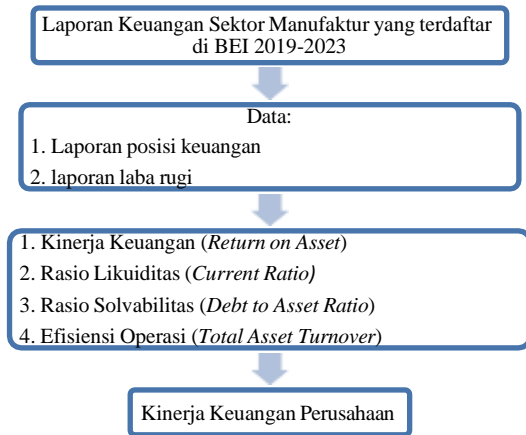 Laporan Keuangan Sektor Manufaktur yang terdaftar
di BEI 2019-2023
Data:
1. Laporan posisi keuangan
2. laporan laba rugi
1. Kinerja Keuangan (Return on Asset)
2. Rasio Likuiditas (Current Ratio)
3. Rasio Solvabilitas (Debt to Asset Ratio)
4. Efisiensi Operasi (Total Asset Turnover)
Kinerja Keuangan Perusahaan